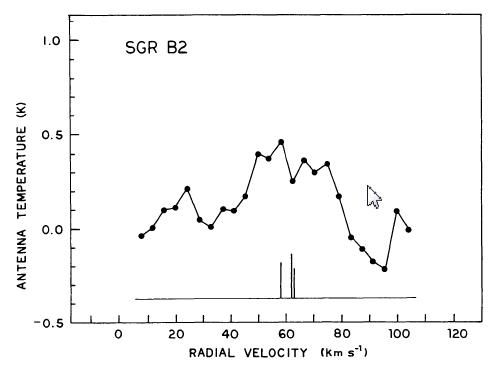 SGR B2
ANTENNA TEMPERATURE (K)
1.0
0.5
0.0
-0.5
0 20 40 60 80 100 120
RADIAL VELOCITY (km s⁻¹)